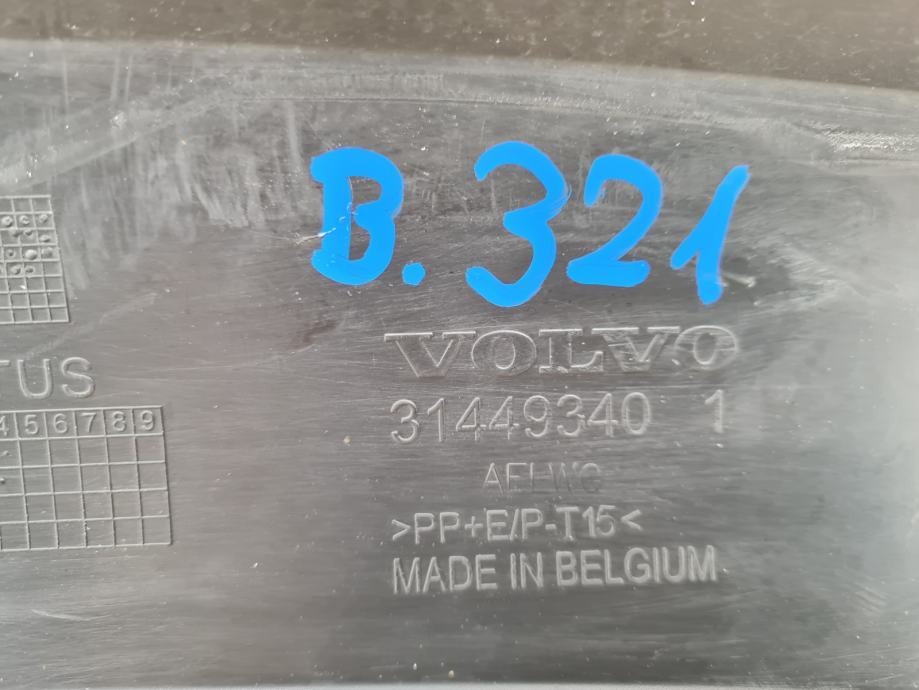 B.321
VOLVO
31449340 1
TUS
456789
>PP+E/P-T15<
MADE IN BELGIUM